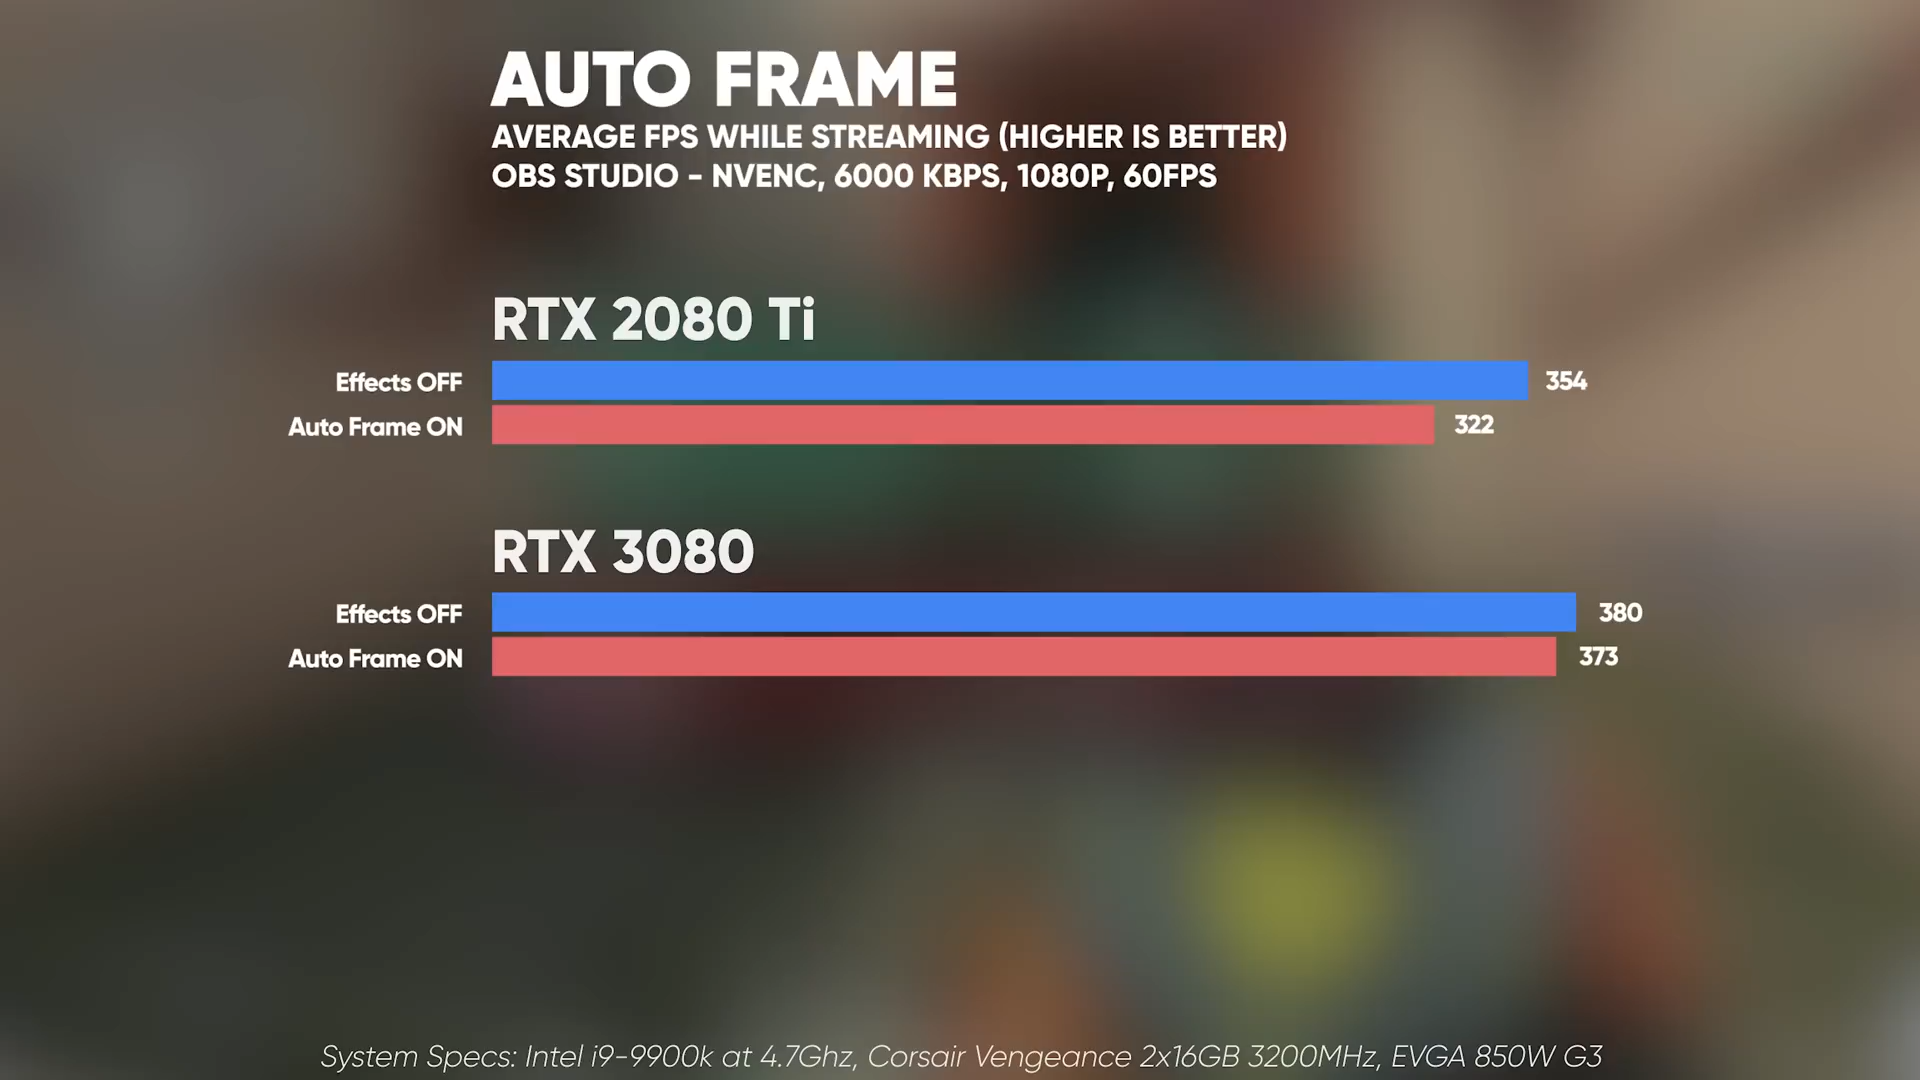 AUTO FRAME
AVERAGE FPS WHILE STREAMING (HIGHER IS BETTER)
OBS STUDIO - NVENC, 6000 KBPS, 1080P, 60FPS
RTX 2080 Ti
Effects OFF 354
Auto Frame ON 322
RTX 3080
Effects OFF 380
Auto Frame ON 373
System Specs: Intel i9-9900k at 4.7Ghz, Corsair Vengeance 2x16GB 3200MHz, EVGA 850W G3